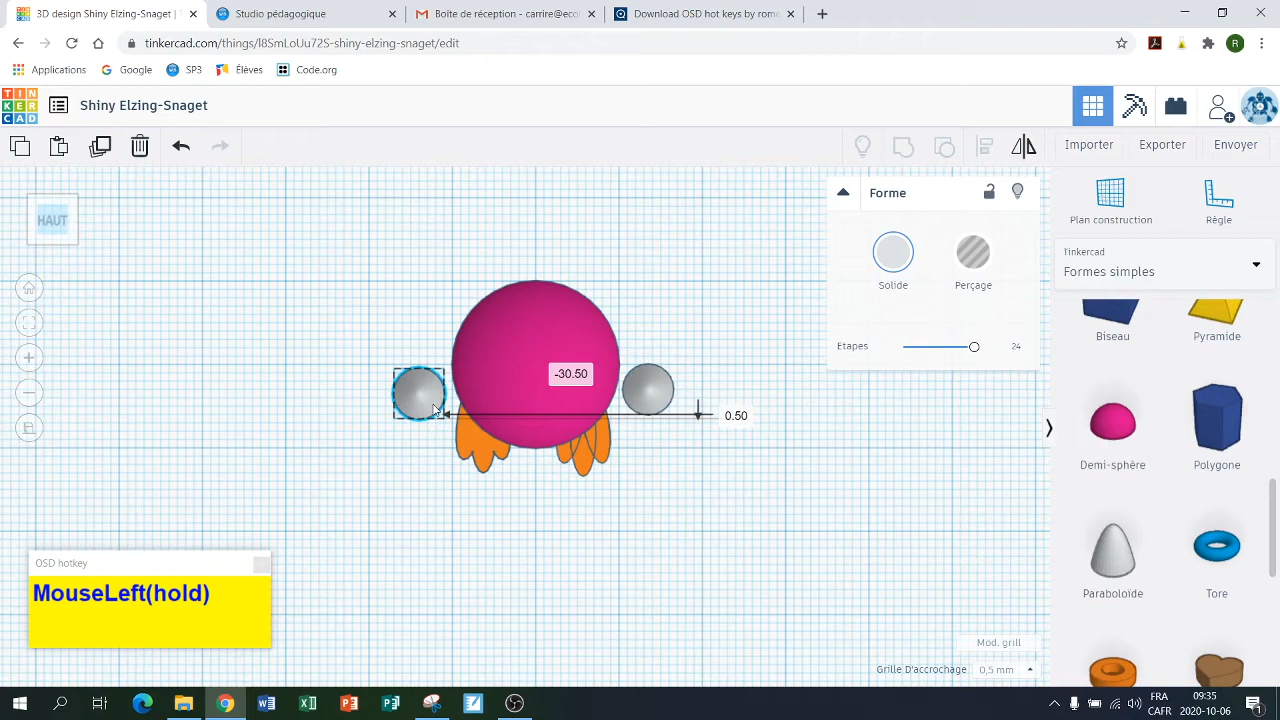 3D design Shiny Elzing-Snaget | T
Studio pédagogique
Boîte de réception - carrire@eco
Download OSD hotkeys by rome
tinkercad.com/things/l8SmLoUu72S-shiny-elzing-snaget/edit
R
Applications
Google
SP3
Élèves
Code.org
TIN
KER
CAD
Shiny Elzing-Snaget
Importer
Exporter
Envoyer
HAUT
Forme
Solide
Perçage
Etapes
24
Plan construction
Règle
Tinkercad
Formes simples
Biseau
Pyramide
Demi-sphère
Polygone
Paraboloïde
Tore
-30.50
0.50
OSD hotkey
MouseLeft(hold)
Mod. grill
Grille D'accrochage
0,5 mm
FRA
CAFR
09:35
2020-10-06